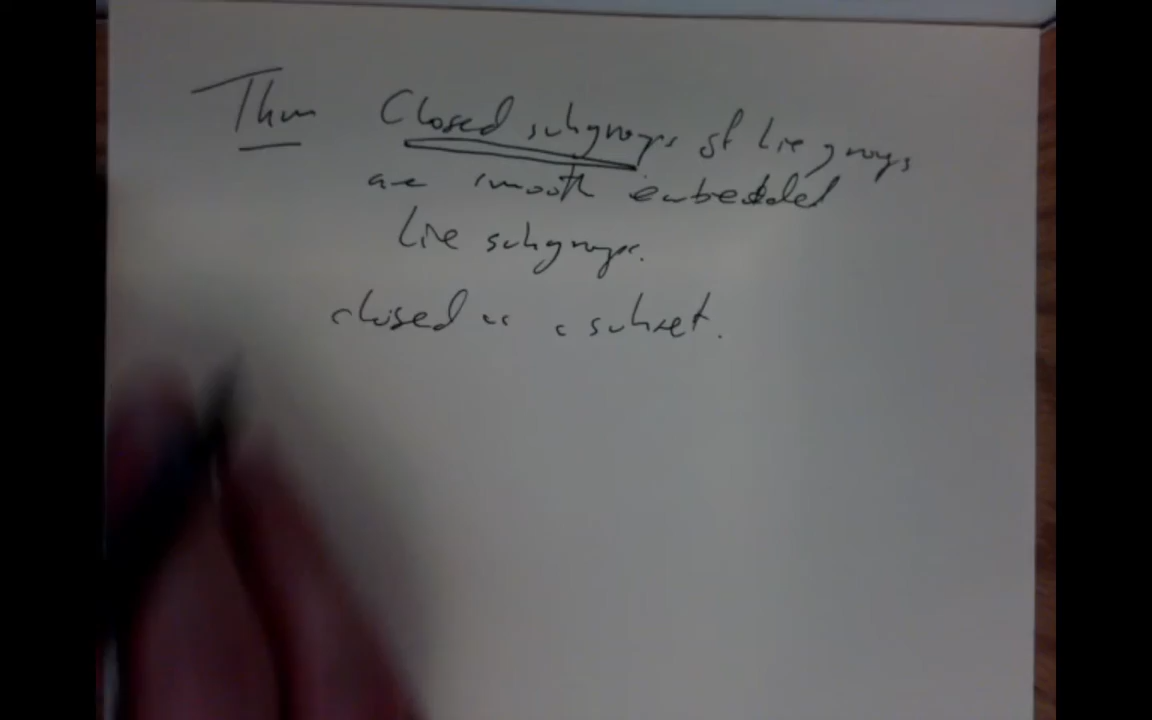 Thm Closed subgroups of Lie groups
are smooth embedded
Lie subgroups.
closed as a subset.